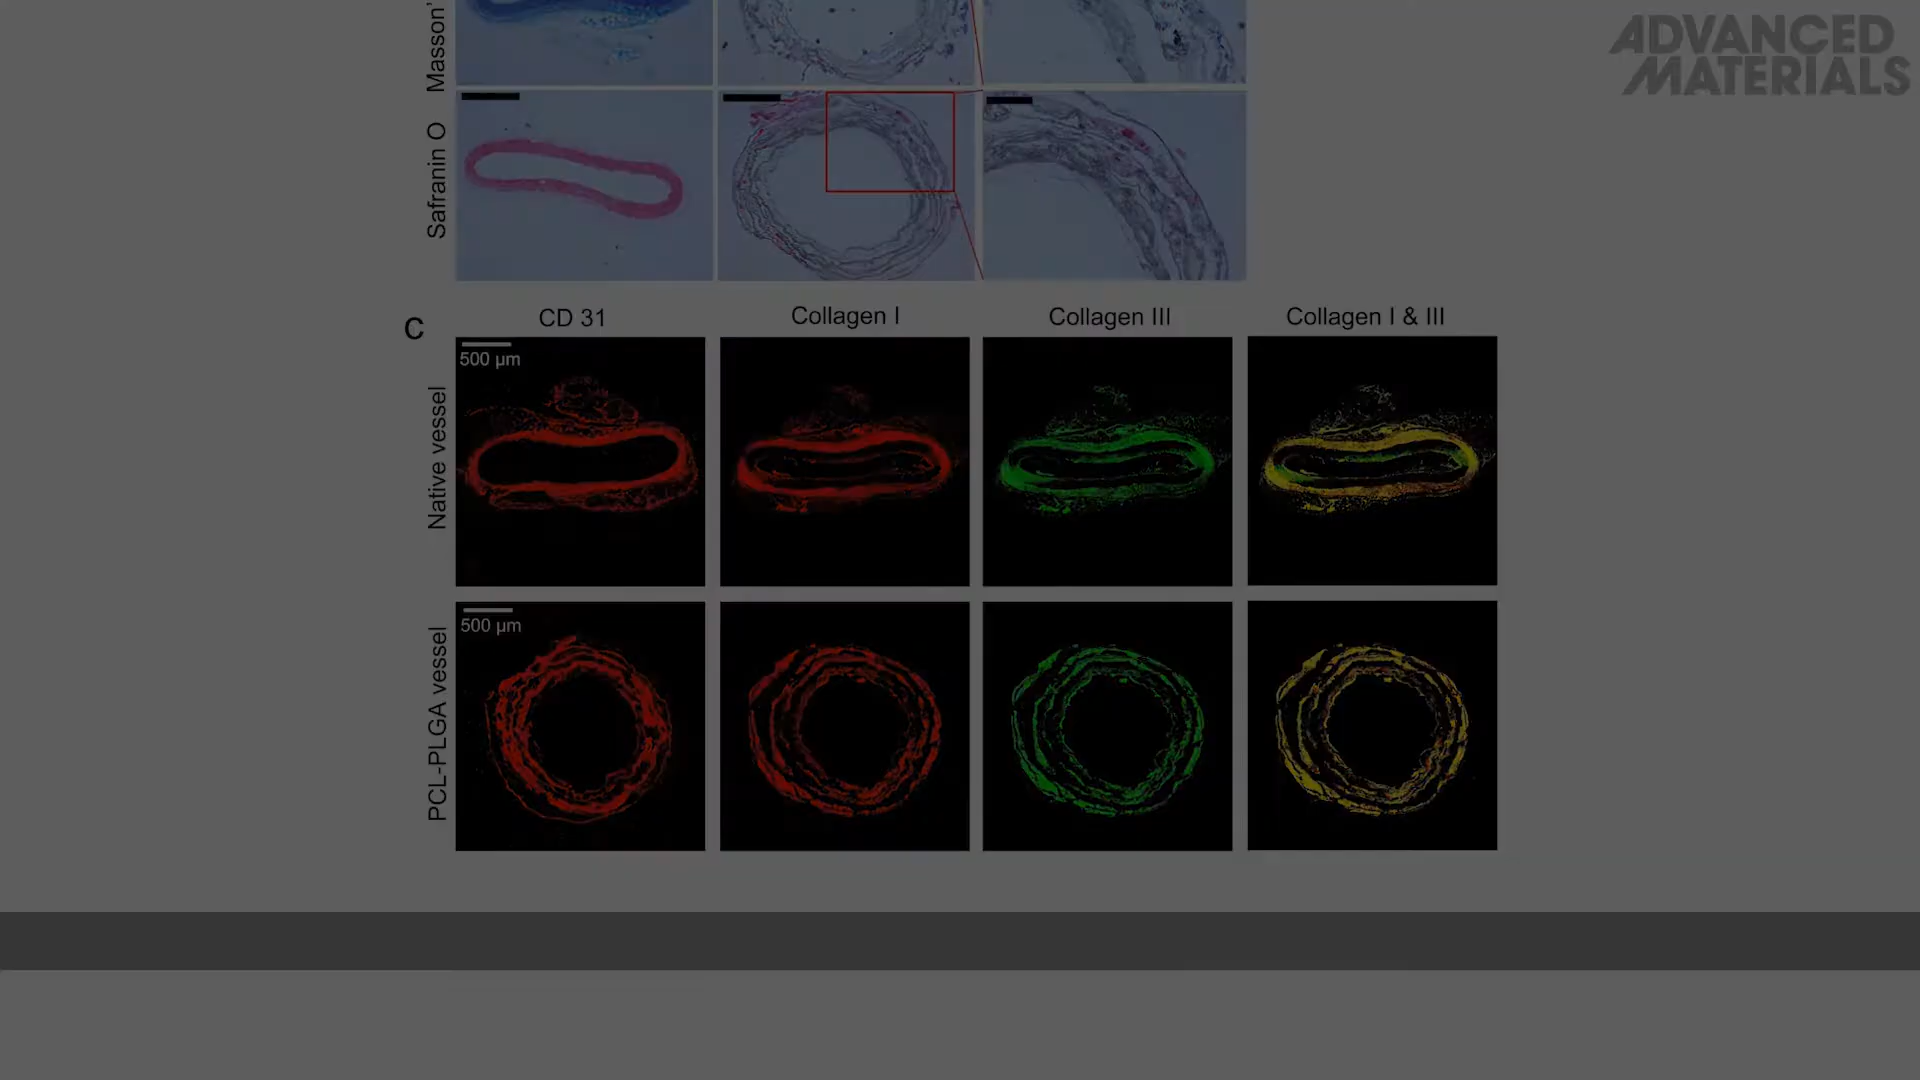 ADVANCED
MATERIALS
Masson'
Safranin O
C
CD 31
Collagen I
Collagen III
Collagen I & III
Native vessel
500 µm
PCL-PLGA vessel
500 µm